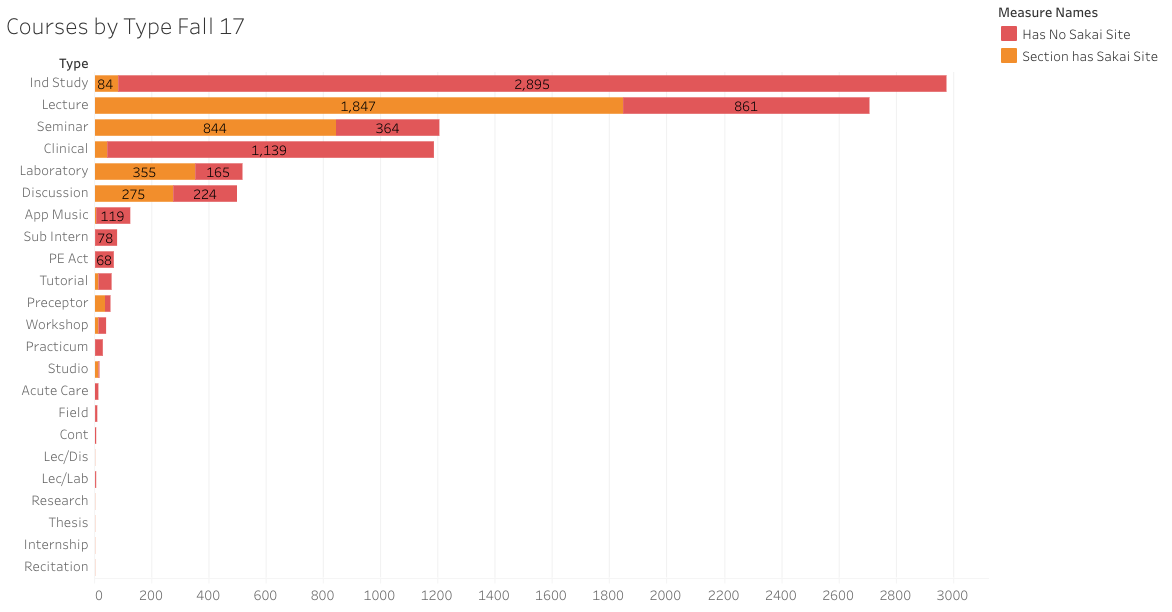 Courses by Type Fall 17
Measure Names
Has No Sakai Site
Section has Sakai Site
Type
Ind Study 84 2,895
Lecture 1,847 861
Seminar 844 364
Clinical 1,139
Laboratory 355 165
Discussion 275 224
App Music 119
Sub Intern 78
PE Act 68
Tutorial
Preceptor
Workshop
Practicum
Studio
Acute Care
Field
Cont
Lec/Dis
Lec/Lab
Research
Thesis
Internship
Recitation
0 200 400 600 800 1000 1200 1400 1600 1800 2000 2200 2400 2600 2800 3000